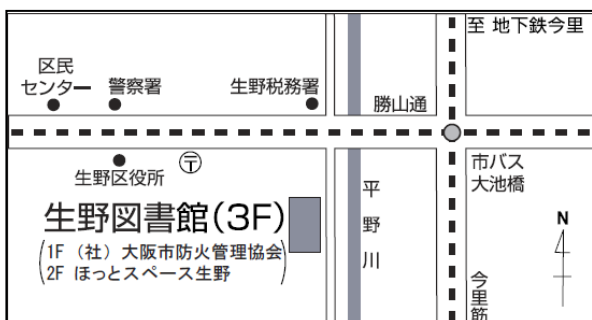 至 地下鉄今里
区民
センター
警察署
生野税務署
勝山通
生野区役所
〒
市バス
大池橋
平野川
生野図書館(3F)
1F (社) 大阪市防火管理協会
2F ほっとスペース生野
N
今里筋